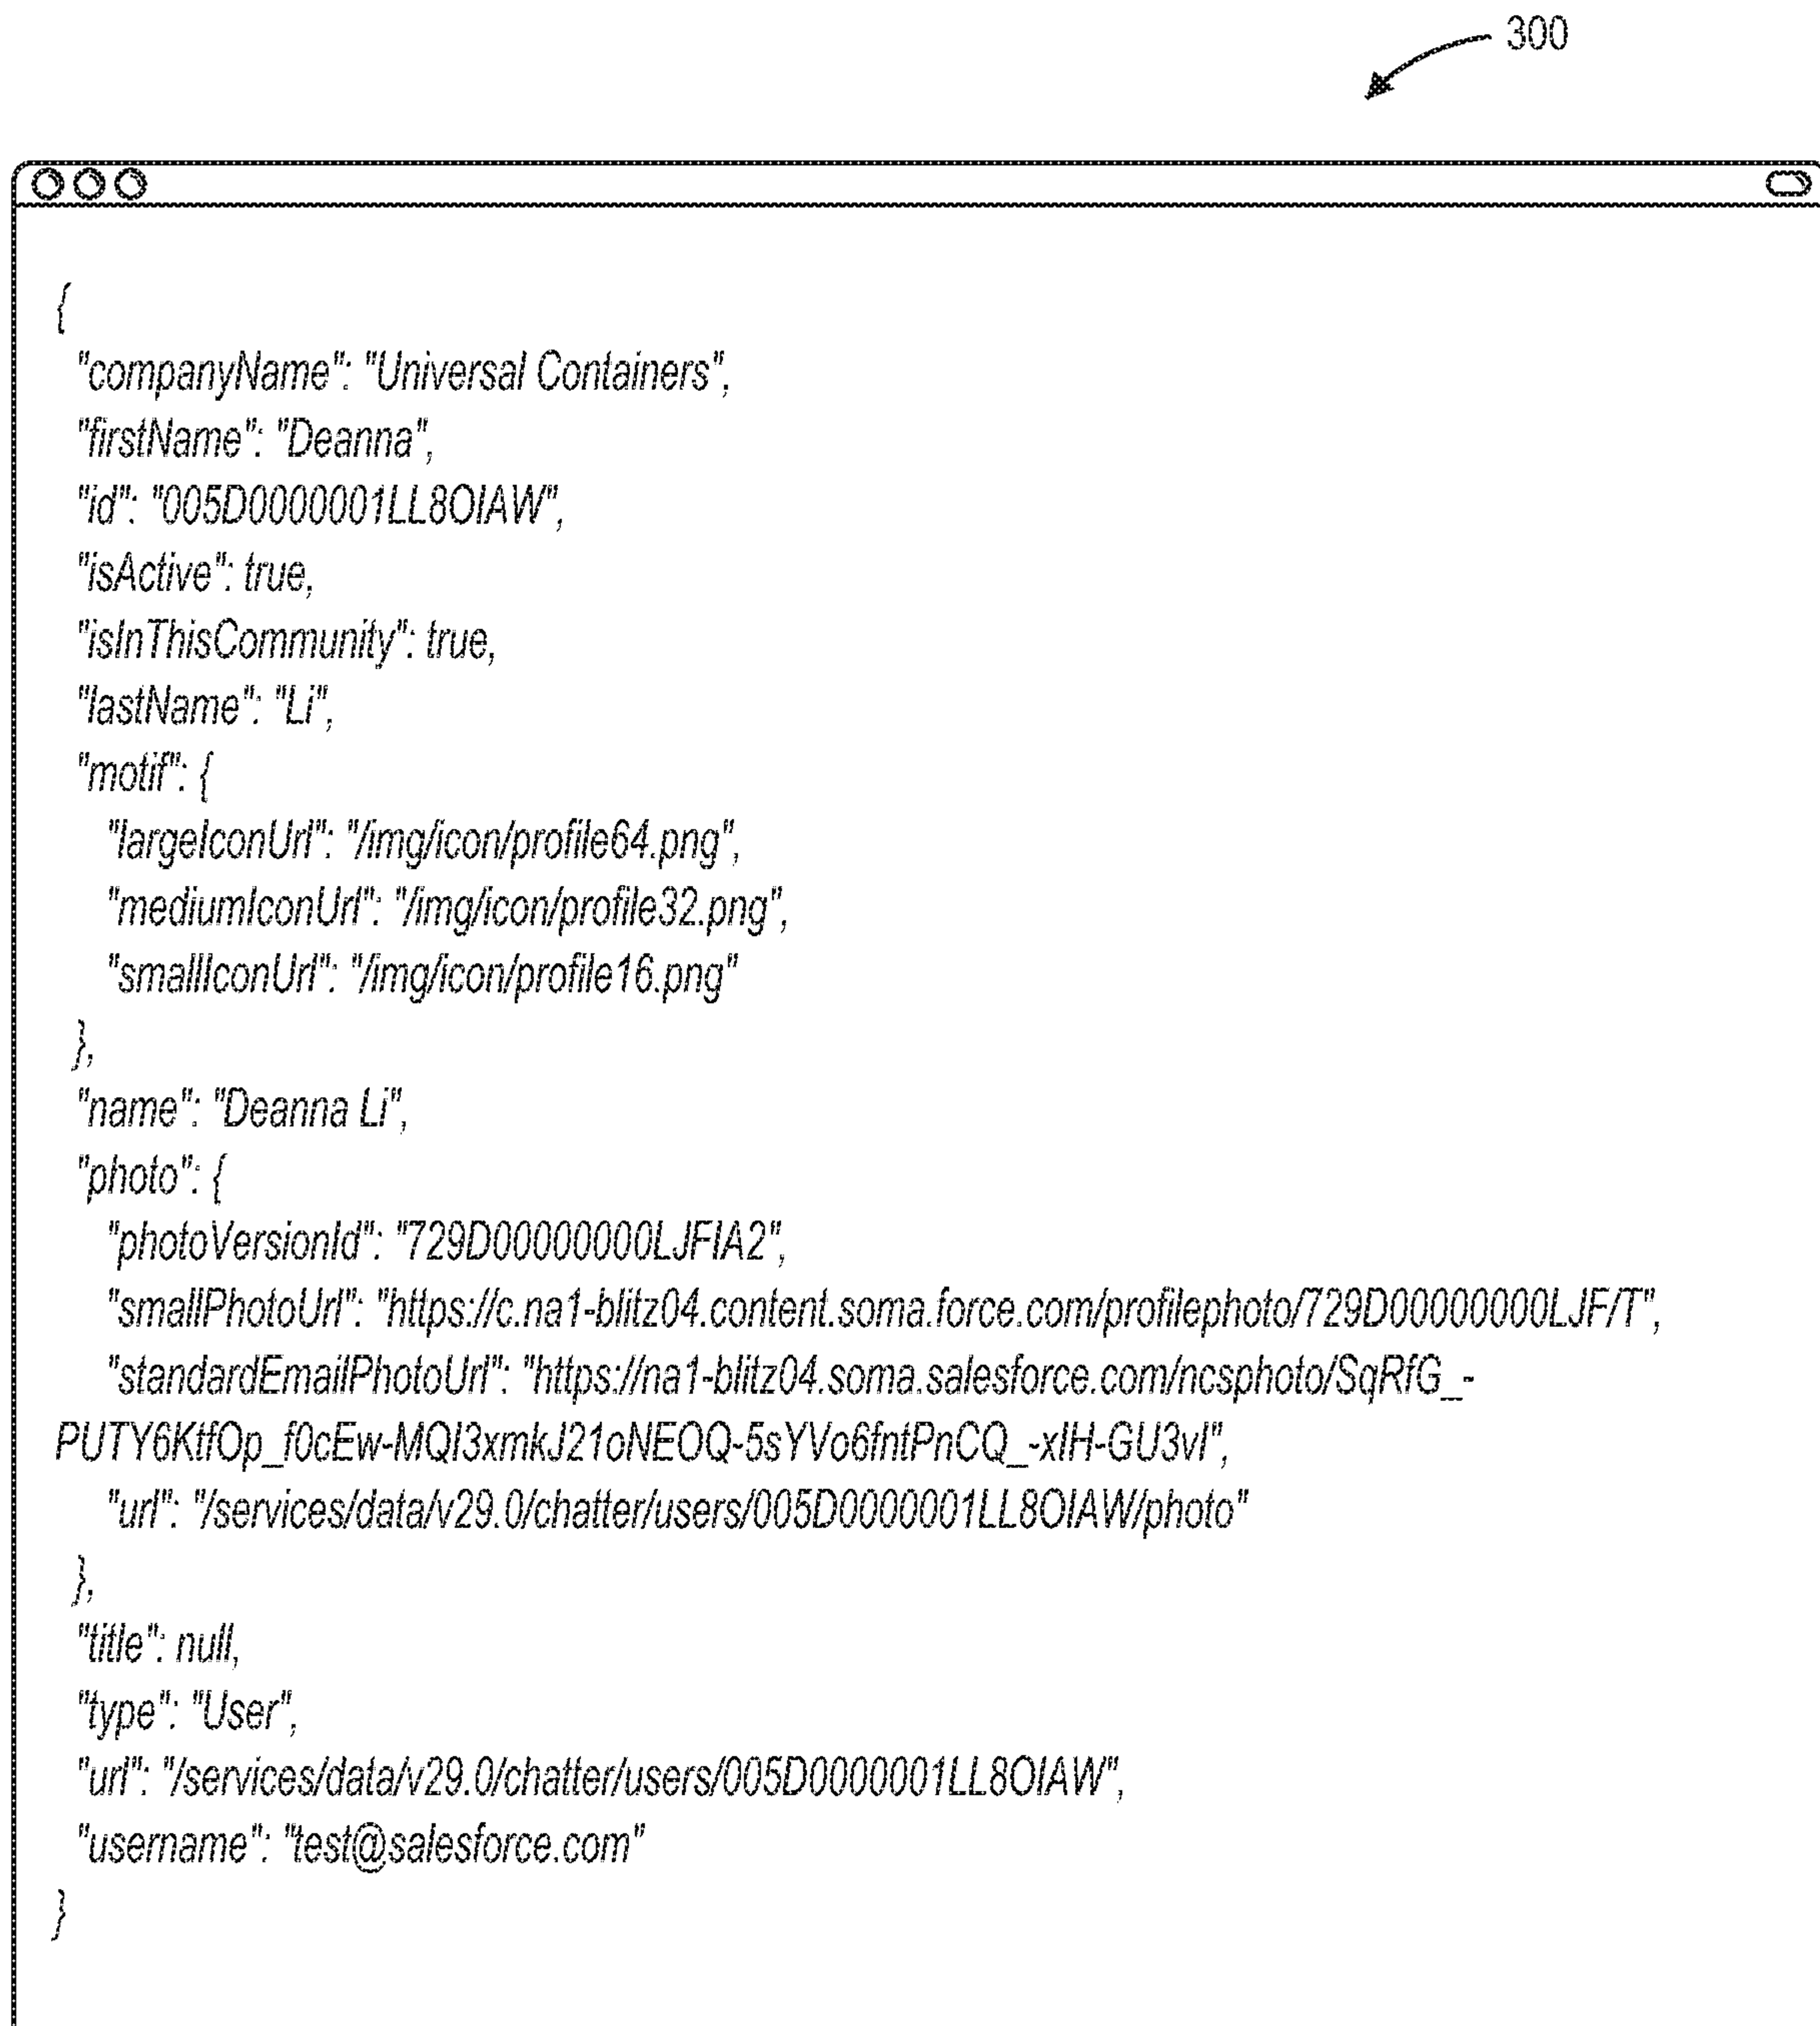 300
{
"companyName": "Universal Containers",
"firstName": "Deanna",
"id": "005D0000001LL8OIAW",
"isActive": true,
"isInThisCommunity": true,
"lastName": "Li",
"motif": {
"largeIconUrl": "/img/icon/profile64.png",
"mediumIconUrl": "/img/icon/profile32.png",
"smallIconUrl": "/img/icon/profile16.png"
},
"name": "Deanna Li",
"photo": {
"photoVersionId": "729D00000000LJFIA2",
"smallPhotoUrl": "https://c.na1-blitz04.content.soma.force.com/profilephoto/729D00000000LJF/T",
"standardEmailPhotoUrl": "https://na1-blitz04.soma.salesforce.com/ncsphoto/SqRfG_-
PUTY6KtfOp_f0cEw-MQI3xmkJ21oNEOQ-5sYVo6fntPnCQ_-xIH-GU3vI",
"url": "/services/data/v29.0/chatter/users/005D0000001LL8OIAW/photo"
},
"title": null,
"type": "User",
"url": "/services/data/v29.0/chatter/users/005D0000001LL8OIAW",
"username": "test@salesforce.com"
}